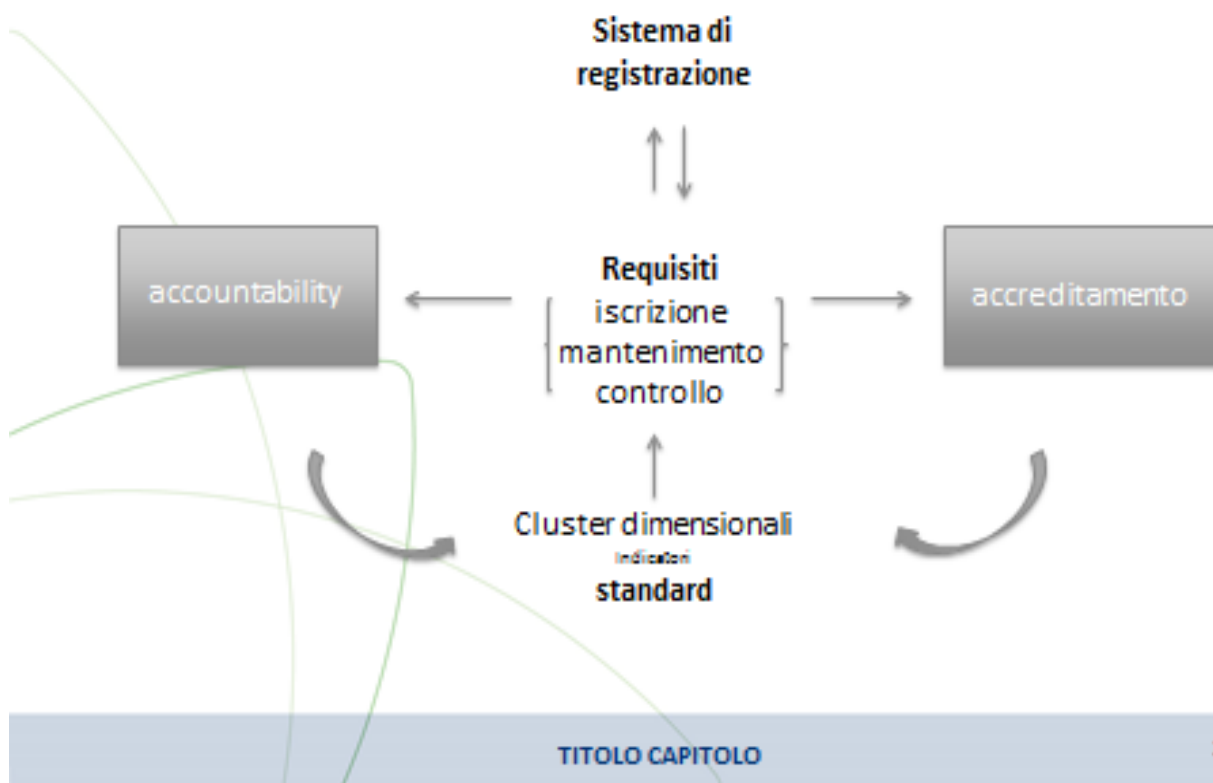 Sistema di
registrazione
accountability
Requisiti
iscrizione
mantenimento
controllo
accreditamento
Cluster dimensionali
Indicatori
standard
TITOLO CAPITOLO